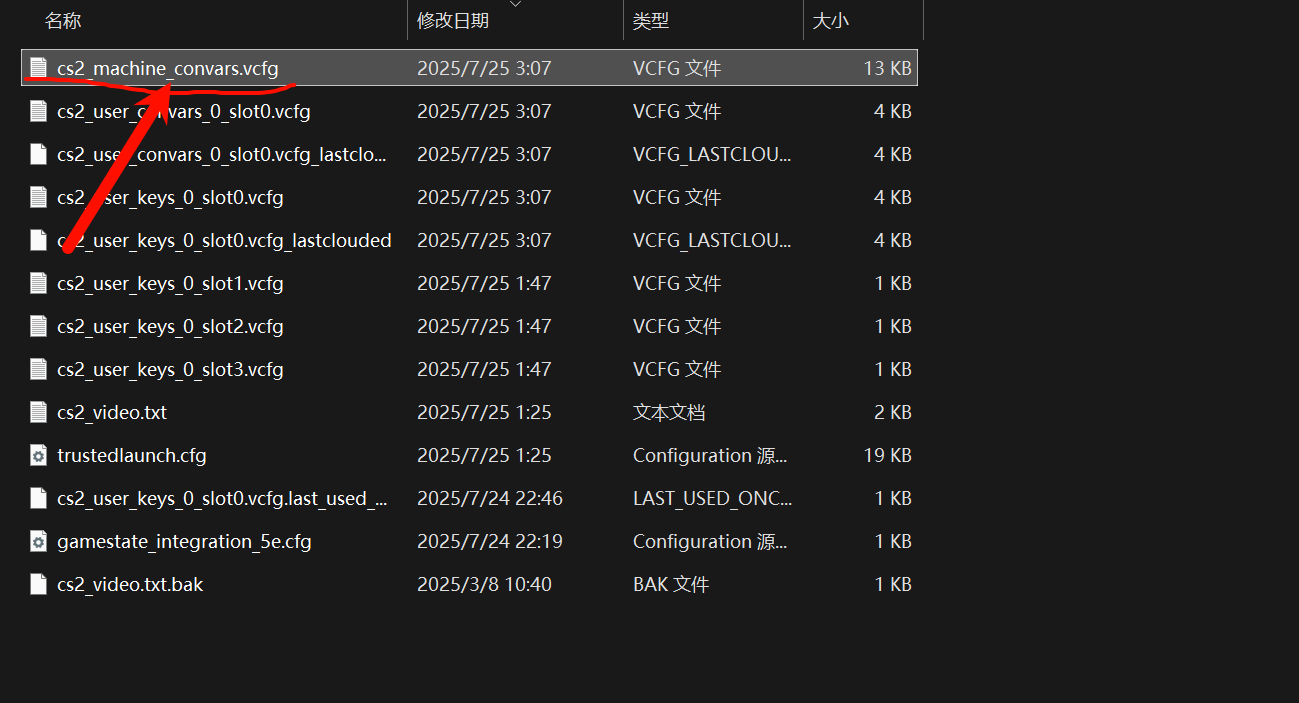 名称 修改日期 类型 大小
cs2_machine_convars.vcfg 2025/7/25 3:07 VCFG 文件 13 KB
cs2_user_convars_0_slot0.vcfg 2025/7/25 3:07 VCFG 文件 4 KB
cs2_user_convars_0_slot0.vcfg_lastclo... 2025/7/25 3:07 VCFG_LASTCLOU... 4 KB
cs2_user_keys_0_slot0.vcfg 2025/7/25 3:07 VCFG 文件 4 KB
cs2_user_keys_0_slot0.vcfg_lastclouded 2025/7/25 3:07 VCFG_LASTCLOU... 4 KB
cs2_user_keys_0_slot1.vcfg 2025/7/25 1:47 VCFG 文件 1 KB
cs2_user_keys_0_slot2.vcfg 2025/7/25 1:47 VCFG 文件 1 KB
cs2_user_keys_0_slot3.vcfg 2025/7/25 1:47 VCFG 文件 1 KB
cs2_video.txt 2025/7/25 1:25 文本文档 2 KB
trustedlaunch.cfg 2025/7/25 1:25 Configuration 源... 19 KB
cs2_user_keys_0_slot0.vcfg.last_used_... 2025/7/24 22:46 LAST_USED_ONC... 1 KB
gamestate_integration_5e.cfg 2025/7/24 22:19 Configuration 源... 1 KB
cs2_video.txt.bak 2025/3/8 10:40 BAK 文件 1 KB